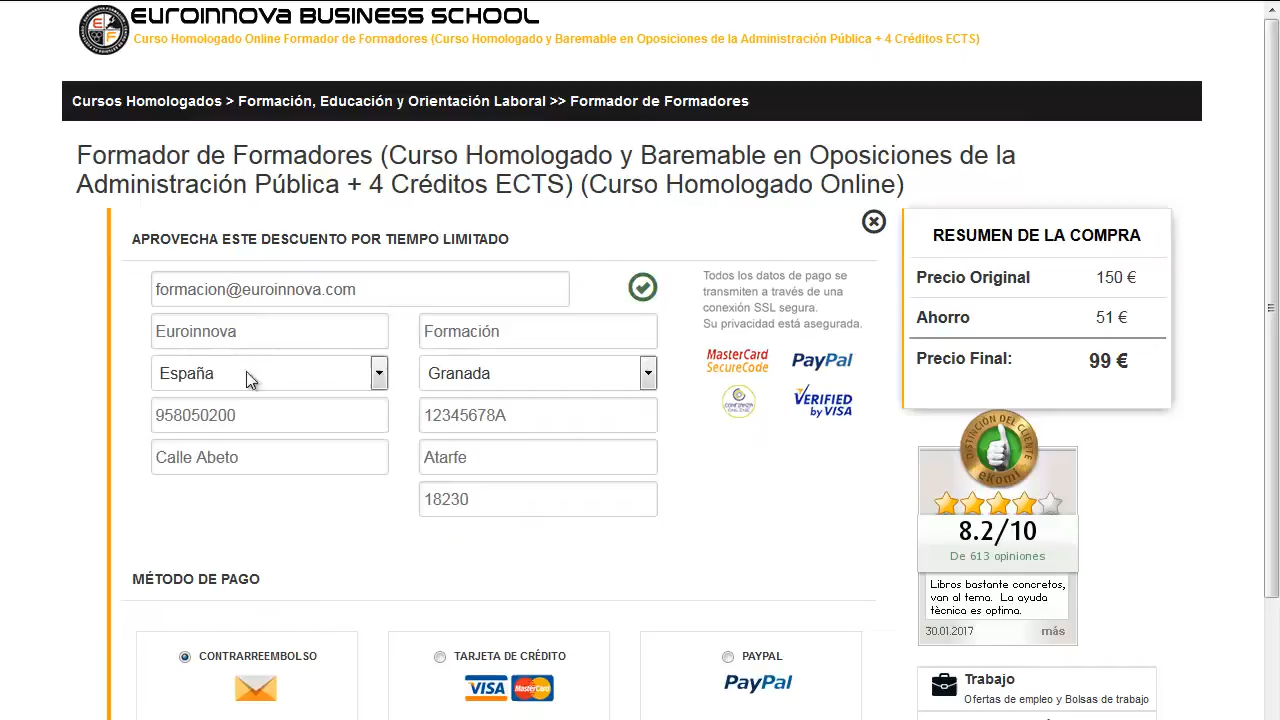 EUROINNOVA BUSINESS SCHOOL
Curso Homologado Online Formador de Formadores (Curso Homologado y Baremable en Oposiciones de la Administración Pública + 4 Créditos ECTS)
Cursos Homologados > Formación, Educación y Orientación Laboral >> Formador de Formadores
Formador de Formadores (Curso Homologado y Baremable en Oposiciones de la
Administración Pública + 4 Créditos ECTS) (Curso Homologado Online)
APROVECHA ESTE DESCUENTO POR TIEMPO LIMITADO
formacion@euroinnova.com
Euroinnova
Formación
España
Granada
958050200
12345678A
Calle Abeto
Atarfe
18230
Todos los datos de pago se
transmiten a través de una
conexión SSL segura.
Su privacidad está asegurada.
MasterCard
SecureCode
PayPal
CONFIANZA
ONLINE
VERIFIED
by VISA
RESUMEN DE LA COMPRA
Precio Original 150 €
Ahorro 51 €
Precio Final: 99 €
DISTINCIÓN DEL CLIENTE
eKomi
8.2/10
De 613 opiniones
Libros bastante concretos,
van al tema. La ayuda
tècnica es optima.
30.01.2017 más
MÉTODO DE PAGO
CONTRARREEMBOLSO
TARJETA DE CRÉDITO
VISA
MasterCard
PAYPAL
PayPal
Trabajo
Ofertas de empleo y Bolsas de trabajo